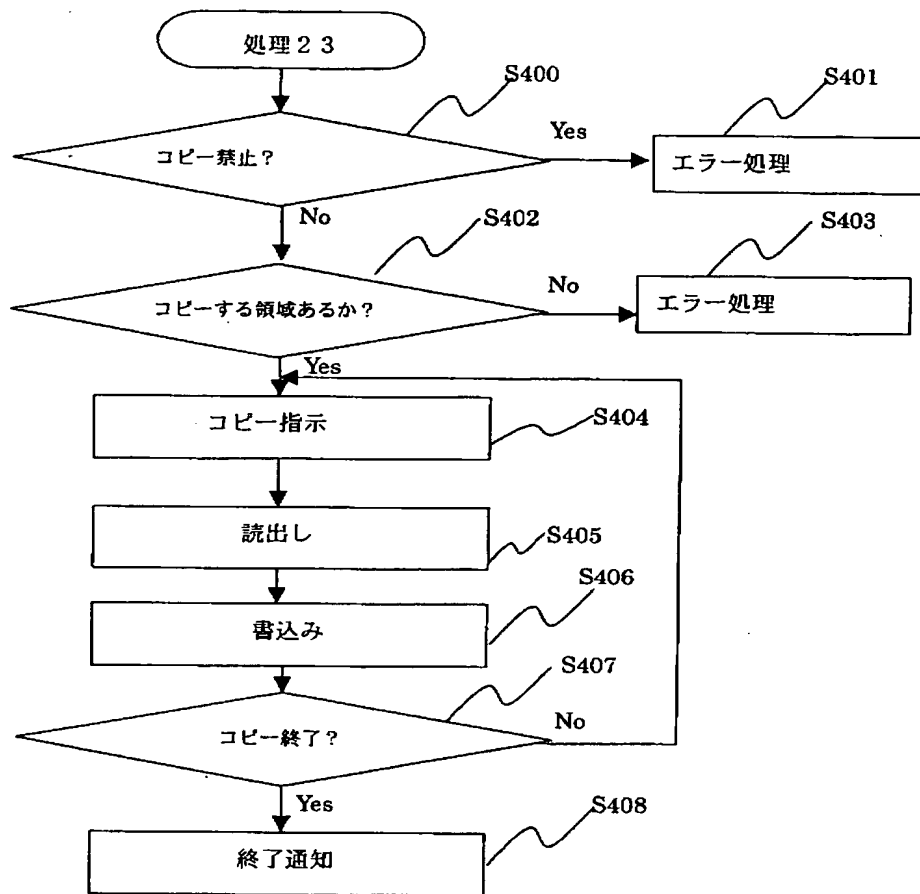 処理２３
S400
S401
コピー禁止？
Yes
エラー処理
No
S402
S403
コピーする領域あるか？
No
エラー処理
Yes
コピー指示
S404
読出し
S405
S406
書込み
S407
コピー終了？
No
Yes
S408
終了通知